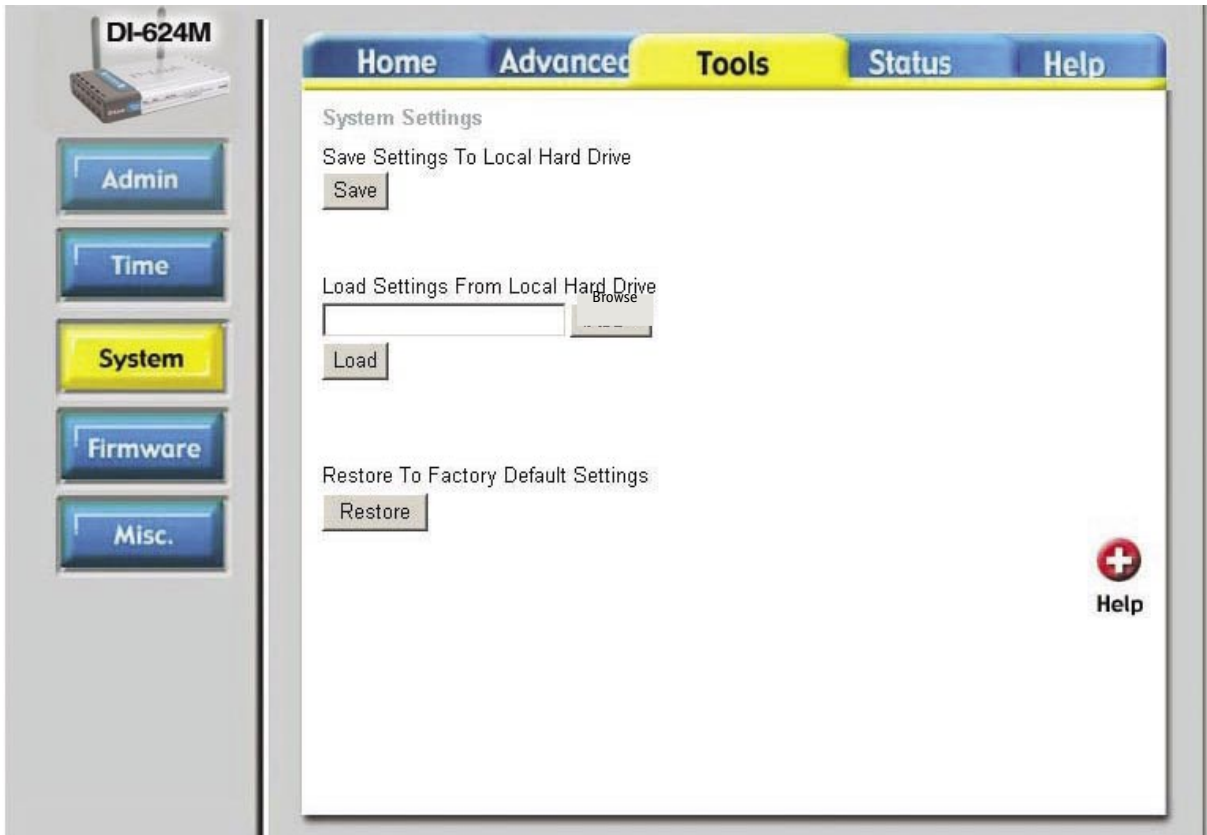 DI-624M
Home Advanced Tools Status Help
Admin
Time
System
Firmware
Misc.
System Settings
Save Settings To Local Hard Drive
Save
Load Settings From Local Hard Drive
Browse
Load
Restore To Factory Default Settings
Restore
Help